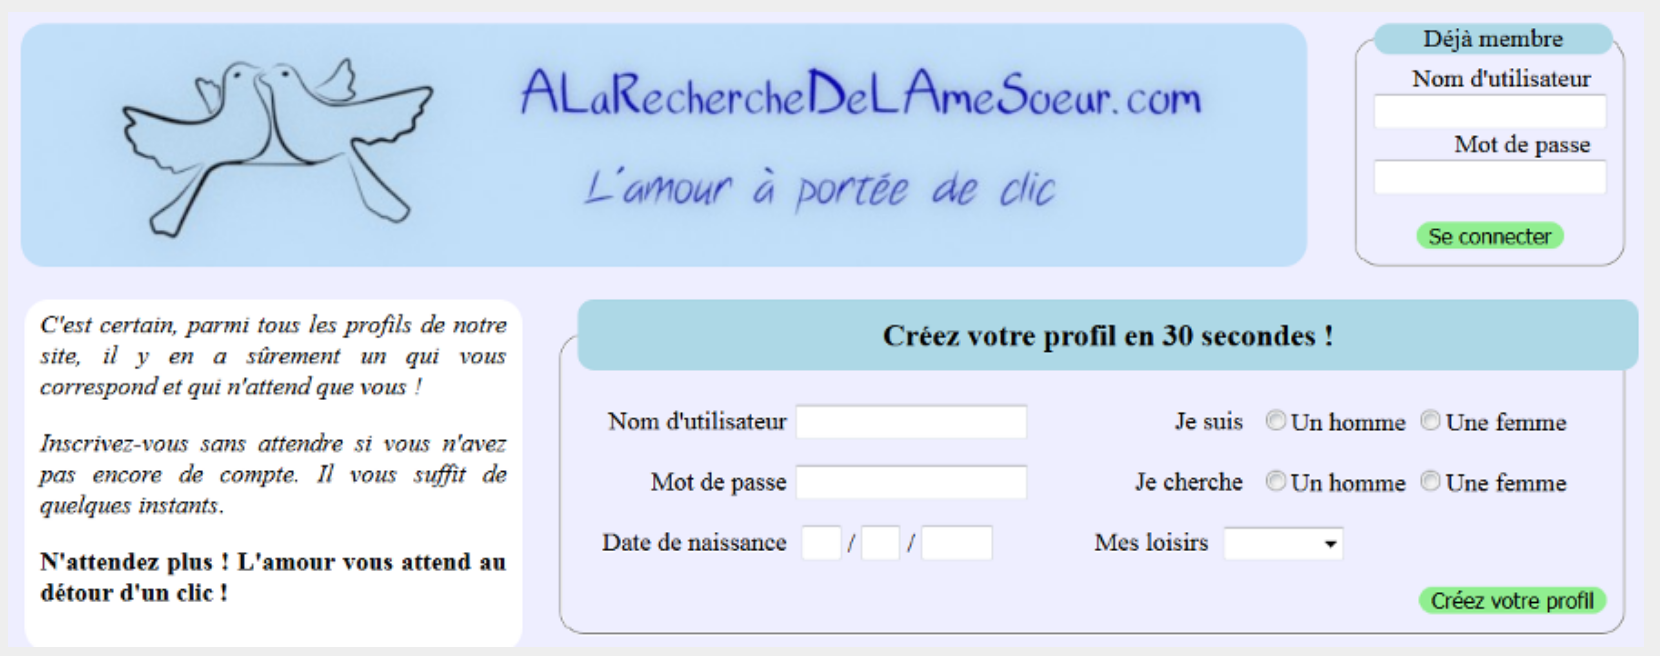 ALaRechercheDeLAmeSoeur.com
L'amour à portée de clic
Déjà membre
Nom d'utilisateur
Mot de passe
Se connecter
C'est certain, parmi tous les profils de notre
site, il y en a sûrement un qui vous
correspond et qui n'attend que vous !
Inscrivez-vous sans attendre si vous n'avez
pas encore de compte. Il vous suffit de
quelques instants.
N'attendez plus ! L'amour vous attend au
détour d'un clic !
Créez votre profil en 30 secondes !
Nom d'utilisateur
Je suis Un homme Une femme
Mot de passe
Je cherche Un homme Une femme
Date de naissance / /
Mes loisirs
Créez votre profil